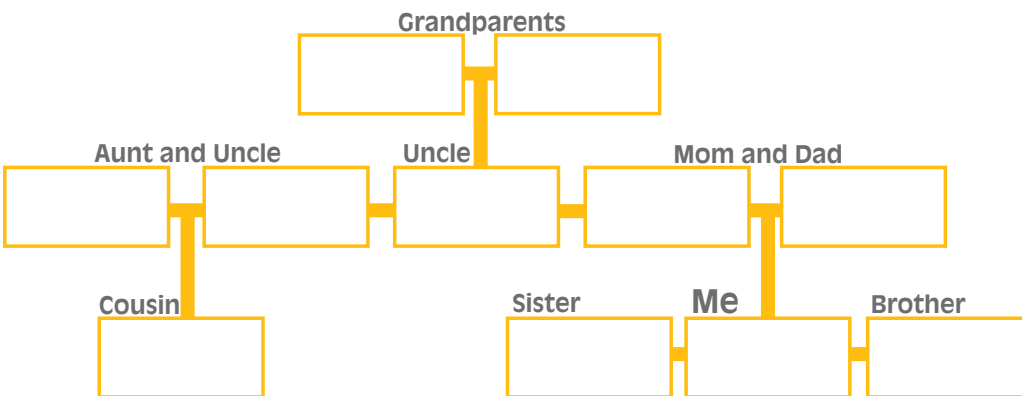 Grandparents
Aunt and Uncle
Uncle
Mom and Dad
Cousin
Sister
Me
Brother